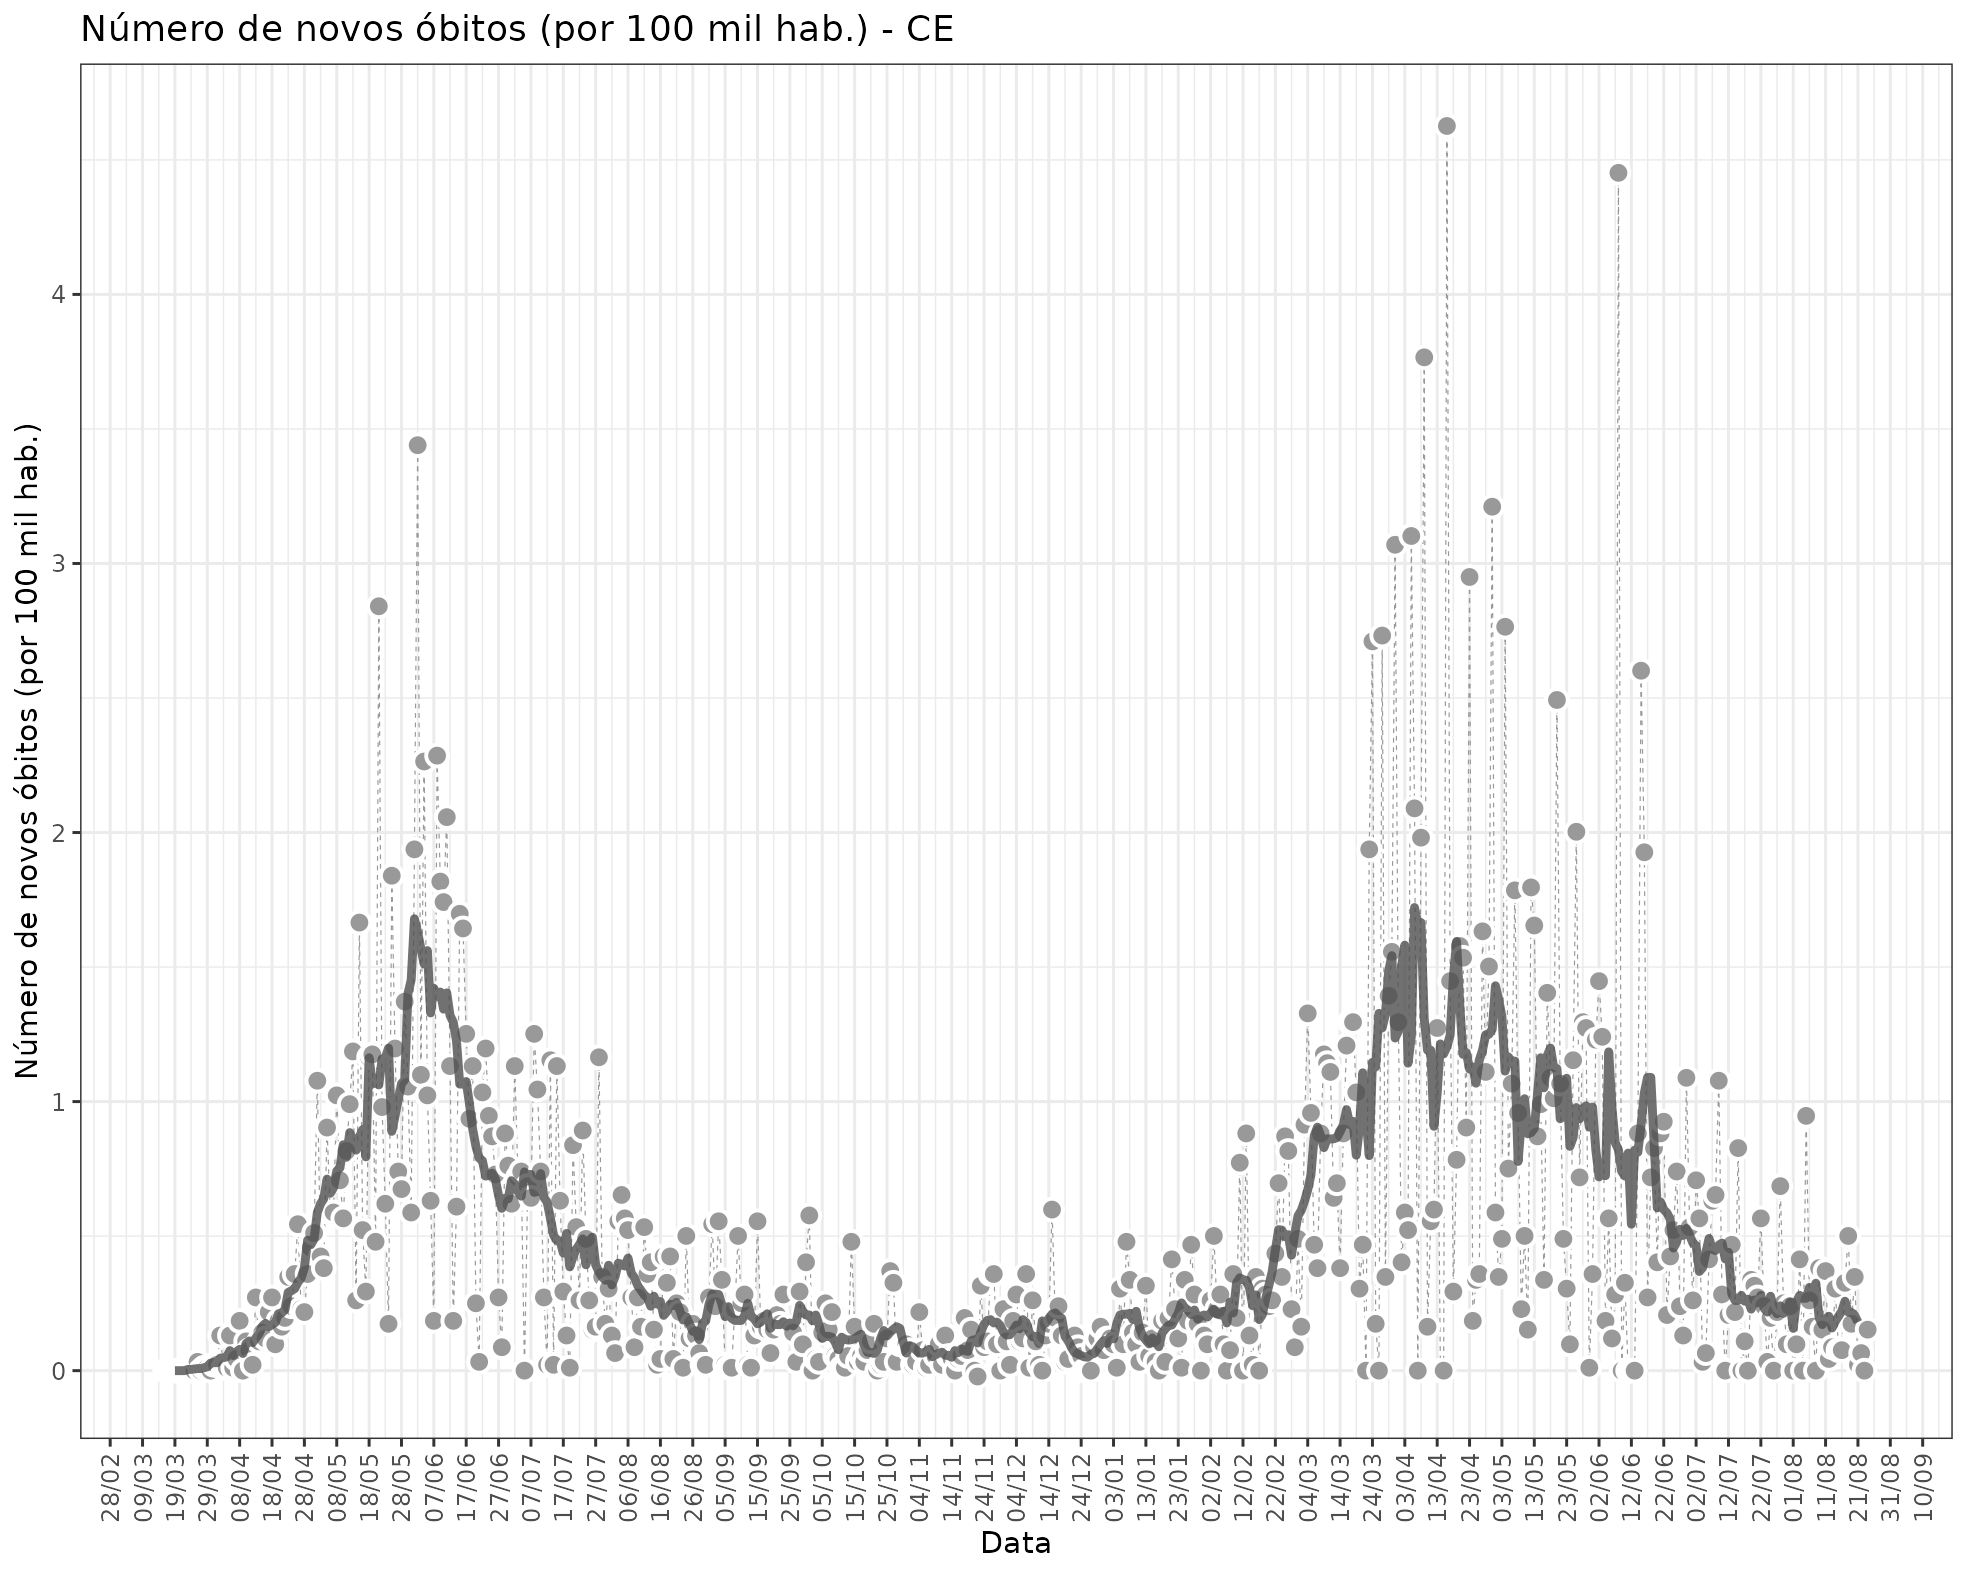 Número de novos óbitos (por 100 mil hab.) - CE
Número de novos óbitos (por 100 mil hab.)
4
3
2
1
0
28/02 09/03 19/03 29/03 08/04 18/04 28/04 08/05 18/05 28/05 07/06 17/06 27/06 07/07 17/07 27/07 06/08 16/08 26/08 05/09 15/09 25/09 05/10 15/10 25/10 04/11 14/11 24/11 04/12 14/12 24/12 03/01 13/01 23/01 02/02 12/02 22/02 04/03 14/03 24/03 03/04 13/04 23/04 03/05 13/05 23/05 02/06 12/06 22/06 02/07 12/07 22/07 01/08 11/08 21/08 31/08 10/09
Data